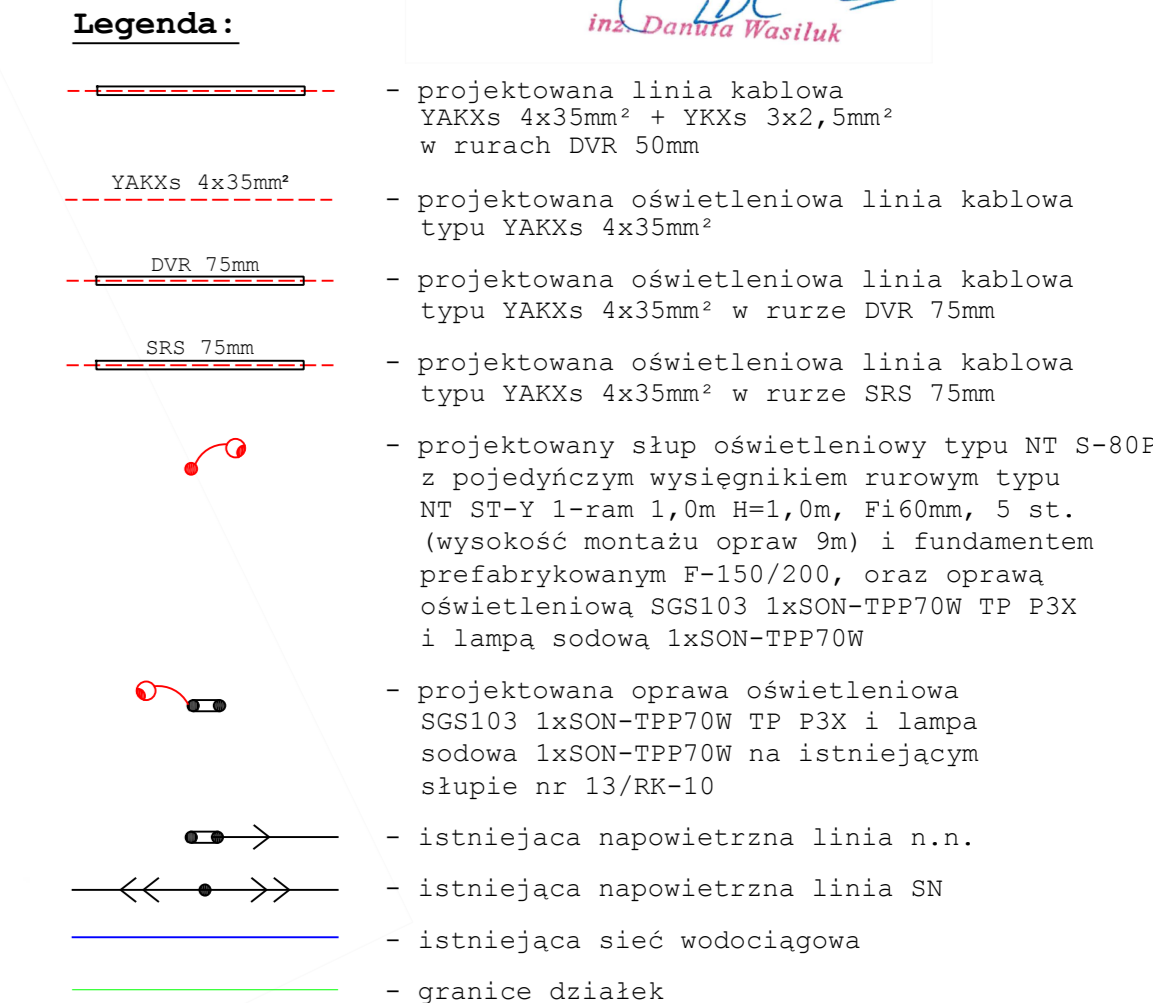 Legenda:
inż. Danuta Wasiluk
- projektowana linia kablowa
YAKXs 4x35mm² + YKXs 3x2,5mm²
w rurach DVR 50mm
YAKXs 4x35mm²
- projektowana oświetleniowa linia kablowa
typu YAKXs 4x35mm²
DVR 75mm
- projektowana oświetleniowa linia kablowa
typu YAKXs 4x35mm² w rurze DVR 75mm
SRS 75mm
- projektowana oświetleniowa linia kablowa
typu YAKXs 4x35mm² w rurze SRS 75mm
- projektowany słup oświetleniowy typu NT S-80P
z pojedyńczym wysięgnikiem rurowym typu
NT ST-Y 1-ram 1,0m H=1,0m, Fi60mm, 5 st.
(wysokość montażu opraw 9m) i fundamentem
prefabrykowanym F-150/200, oraz oprawą
oświetleniową SGS103 1xSON-TPP70W TP P3X
i lampą sodową 1xSON-TPP70W
- projektowana oprawa oświetleniowa
SGS103 1xSON-TPP70W TP P3X i lampa
sodowa 1xSON-TPP70W na istniejącym
słupie nr 13/RK-10
- istniejaca napowietrzna linia n.n.
- istniejąca napowietrzna linia SN
- istniejąca sieć wodociągowa
- granice działek